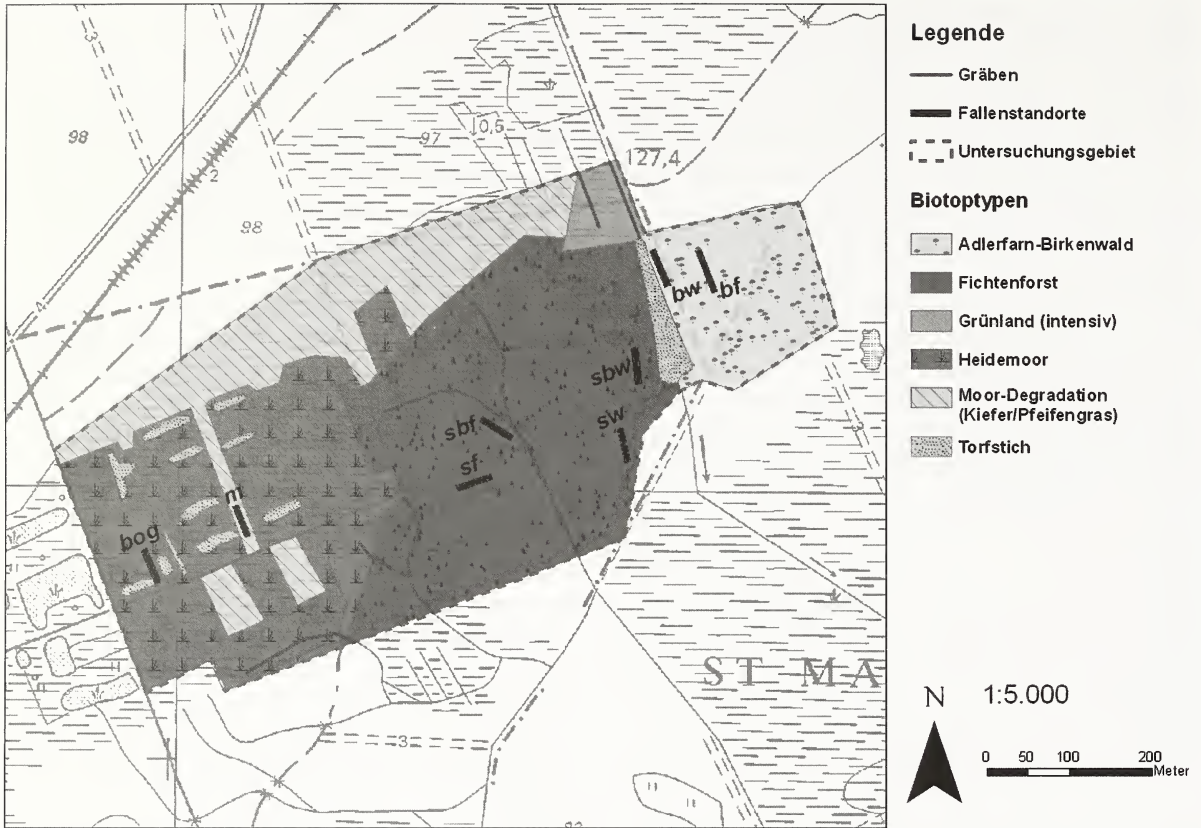 98
2
98
97
0,6
127,4
bw
bf
sbw
sw
sbf
sf
m
bog
ST MA
3
Legende
Gräben
Fallenstandorte
Untersuchungsgebiet
Biotoptypen
Adlerfarn-Birkenwald
Fichtenforst
Grünland (intensiv)
Heidemoor
Moor-Degradation
(Kiefer/Pfeifengras)
Torfstich
N 1:5.000
0 50 100 200
Meter